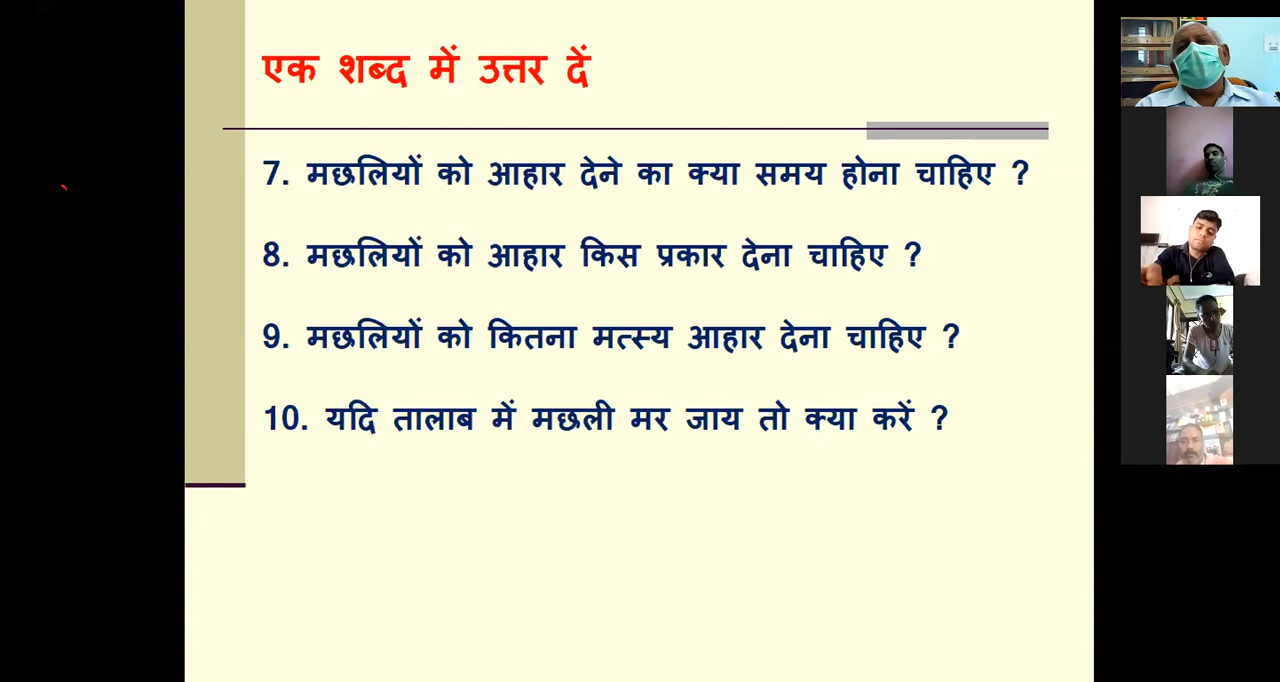 एक शब्द में उत्तर दें
7. मछलियों को आहार देने का क्या समय होना चाहिए ?
8. मछलियों को आहार किस प्रकार देना चाहिए ?
9. मछलियों को कितना मत्स्य आहार देना चाहिए ?
10. यदि तालाब में मछली मर जाय तो क्या करें ?